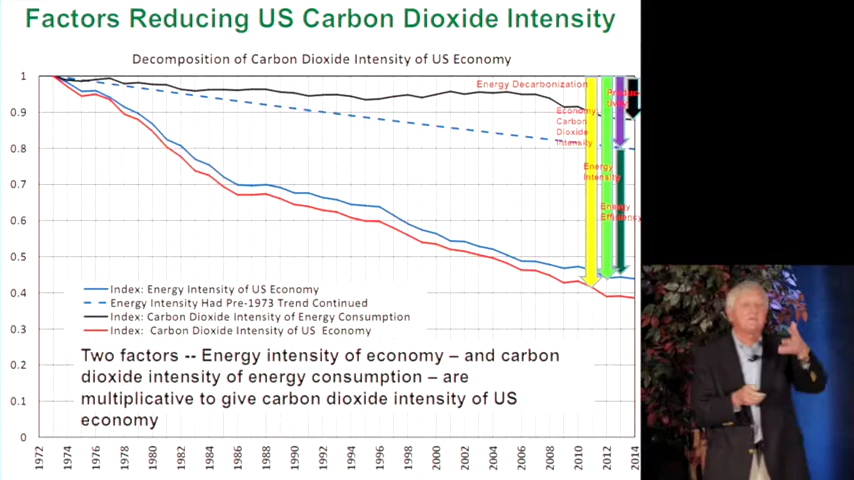 Factors Reducing US Carbon Dioxide Intensity
Decomposition of Carbon Dioxide Intensity of US Economy
1
0.9
0.8
0.7
0.6
0.5
0.4
0.3
0.2
0.1
0
Energy Decarbonization
Produc
tivity
Economy
Carbon
Dioxide
Intensity
Energy
Intensity
Energy
Efficiency
Index: Energy Intensity of US Economy
Energy Intensity Had Pre-1973 Trend Continued
Index: Carbon Dioxide Intensity of Energy Consumption
Index: Carbon Dioxide Intensity of US Economy
Two factors -- Energy intensity of economy – and carbon
dioxide intensity of energy consumption – are
multiplicative to give carbon dioxide intensity of US
economy
1972 1974 1976 1978 1980 1982 1984 1986 1988 1990 1992 1994 1996 1998 2000 2002 2004 2006 2008 2010 2012 2014